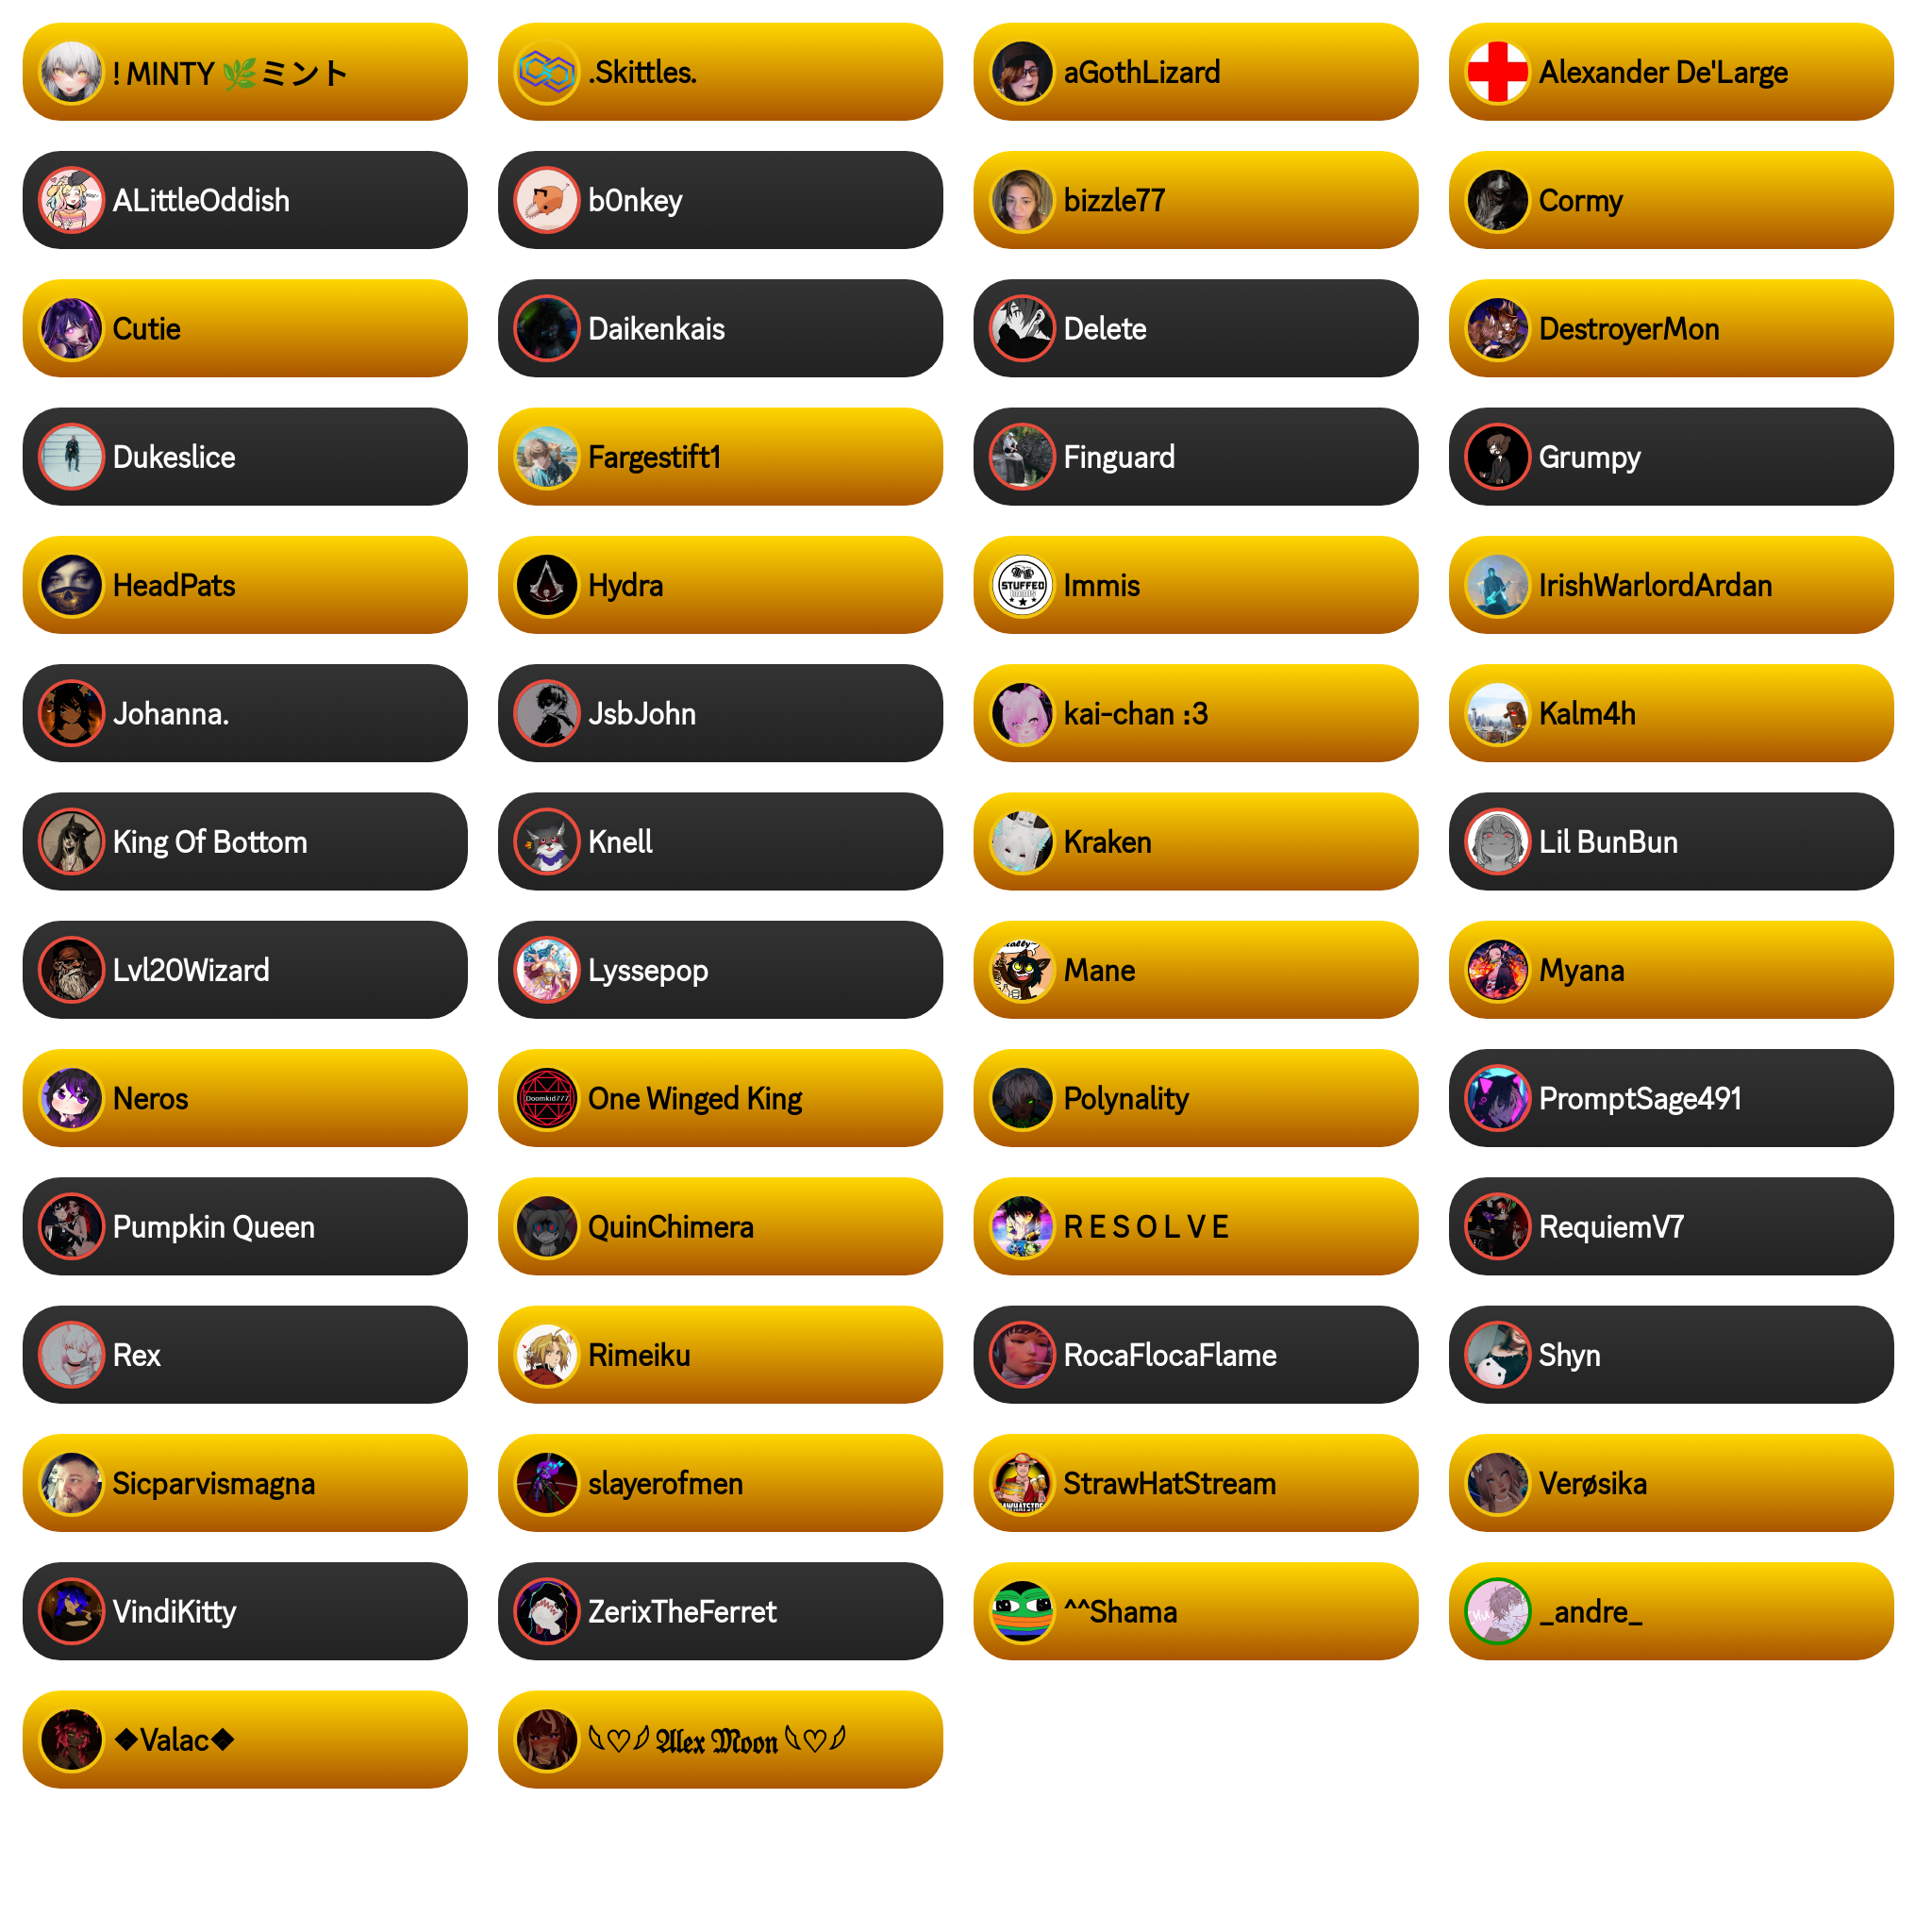 ! MINTY 🌿ミント
.Skittles.
aGothLizard
Alexander De'Large
ALittleOddish
b0nkey
bizzle77
Cormy
Cutie
Daikenkais
Delete
DestroyerMon
Dukeslice
Fargestift1
Finguard
Grumpy
HeadPats
Hydra
STUFFED
Immis
IrishWarlordArdan
Johanna.
JsbJohn
kai-chan :3
Kalm4h
King Of Bottom
Knell
Kraken
Lil BunBun
Lvl20Wizard
Lyssepop
Mane
Myana
Neros
Doomkid777
One Winged King
Polynality
PromptSage491
Pumpkin Queen
QuinChimera
R E S O L V E
RequiemV7
Rex
Rimeiku
RocaFlocaFlame
Shyn
Sicparvismagna
slayerofmen
StrawHatStream
Verøsika
VindiKitty
ZerixTheFerret
^^Shama
_andre_
❖Valac❖
𓆩♡𓆪 𝕬𝖑𝖊𝖝 𝕸𝖔𝖔𝖓 𓆩♡𓆪